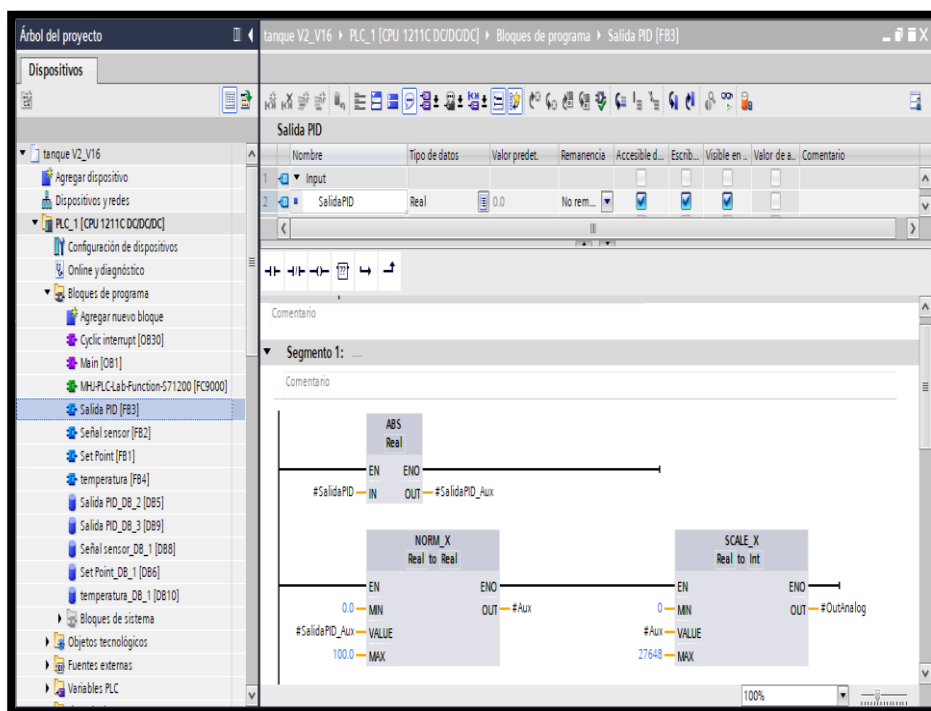 Árbol del proyecto
tanque V2_V16 ▸ PLC_1 [CPU 1211C DC/DC/DC] ▸ Bloques de programa ▸ Salida PID [FB3]
Dispositivos
Salida PID
Nombre Tipo de datos Valor predet. Remanencia Accesible d... Escrib... Visible en .. Valor de a.. Comentario
1 Input
2 SalidaPID Real 0.0 No rem...
tanque V2_V16
Agregar dispositivo
Dispositivos y redes
PLC_1 [CPU 1211C DC/DC/DC]
Configuración de dispositivos
Online y diagnóstico
Bloques de programa
Agregar nuevo bloque
Cyclic interrupt [OB30]
Main [OB1]
MHJ-PLC-Lab-Function-S71200 [FC9000]
Salida PID [FB3]
Señal sensor [FB2]
Set Point [FB1]
temperatura [FB4]
Salida PID_DB_2 [DB5]
Salida PID_DB_3 [DB9]
Señal sensor_DB_1 [DB8]
Set Point_DB_1 [DB6]
temperatura_DB_1 [DB10]
Bloques de sistema
Objetos tecnológicos
Fuentes externas
Variables PLC
Comentario
Segmento 1: ....
Comentario
ABS
Real
EN ENO
#SalidaPID IN OUT #SalidaPID_Aux
NORM_X
Real to Real
EN ENO
0.0 MIN OUT #Aux
#SalidaPID_Aux VALUE
100.0 MAX
SCALE_X
Real to Int
EN ENO
0 MIN OUT #OutAnalog
#Aux VALUE
27648 MAX
100%